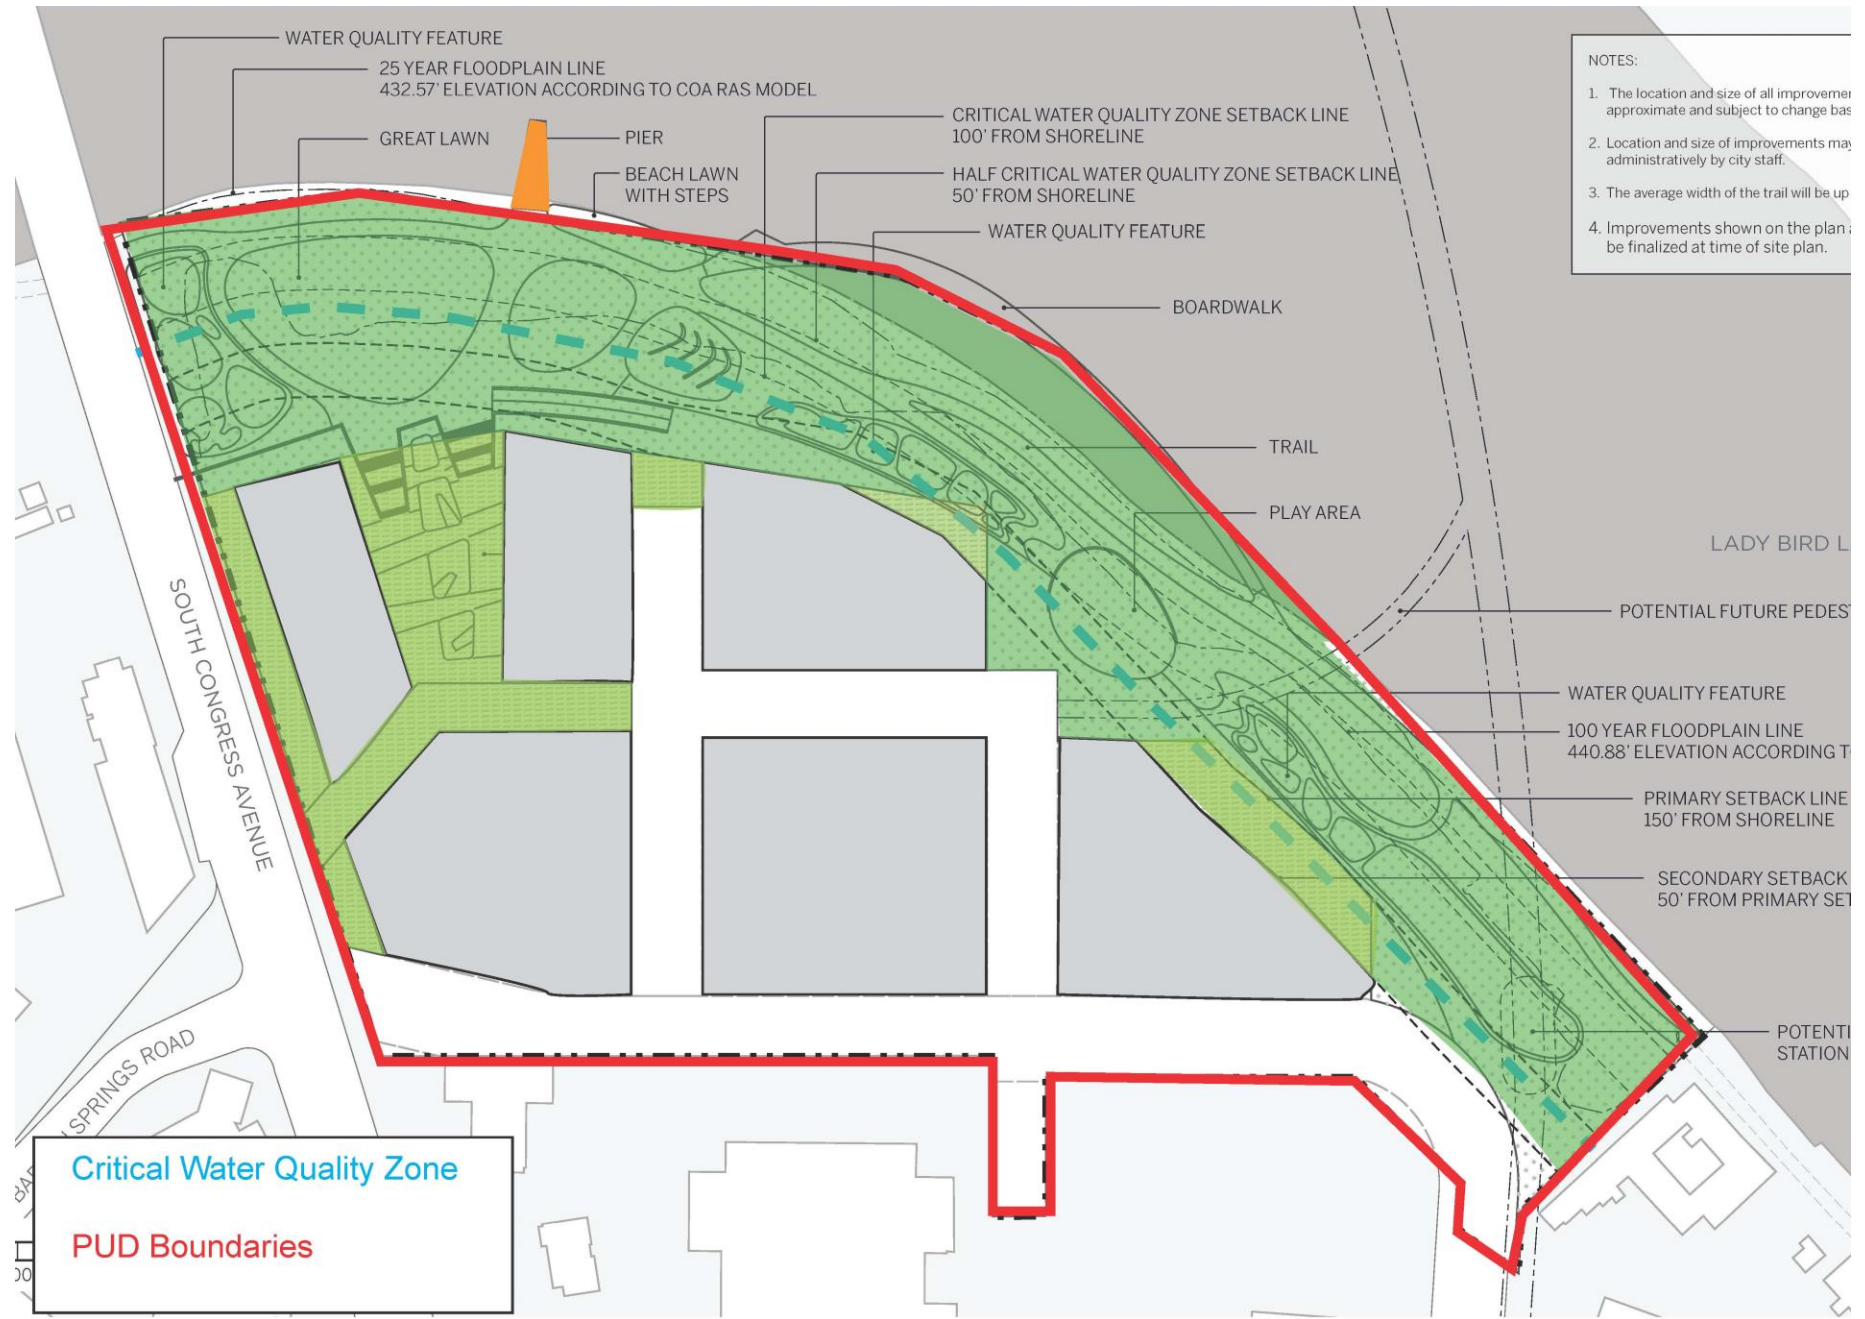 WATER QUALITY FEATURE
25 YEAR FLOODPLAIN LINE
432.57' ELEVATION ACCORDING TO COA RAS MODEL
GREAT LAWN
PIER
BEACH LAWN
WITH STEPS
CRITICAL WATER QUALITY ZONE SETBACK LINE
100' FROM SHORELINE
HALF CRITICAL WATER QUALITY ZONE SETBACK LINE
50' FROM SHORELINE
WATER QUALITY FEATURE
BOARDWALK
NOTES:
1. The location and size of all
approximate and subject to change
2. Location and size of improvements may
administratively by city staff.
3. The average width of the trail will be up
4. Improvements shown on the plan
be finalized at time of site plan.
TRAIL
PLAY AREA
LADY BIRD
POTENTIAL FUTURE
WATER QUALITY FEATURE
100 YEAR FLOODPLAIN LINE
440.88' ELEVATION ACCORDING
PRIMARY SETBACK LINE
150' FROM SHORELINE
SECONDARY SETBACK
50' FROM PRIMARY
STATION
SOUTH CONGRESS AVENUE
SPRINGS ROAD
Critical Water Quality Zone
PUD Boundaries